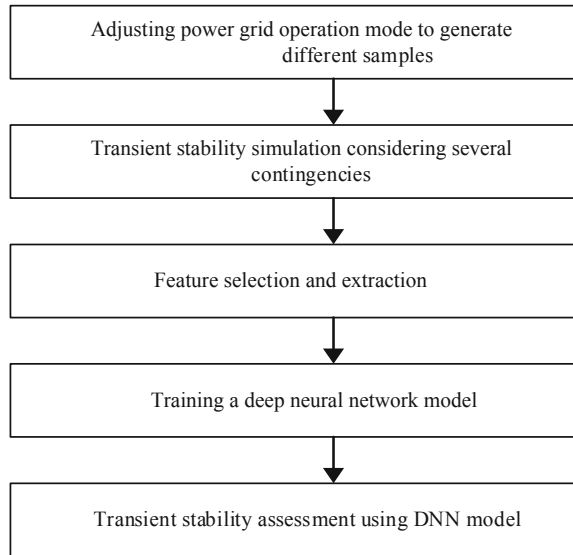 Adjusting power grid operation mode to generate
different samples
Transient stability simulation considering several
contingencies
Feature selection and extraction
Training a deep neural network model
Transient stability assessment using DNN model